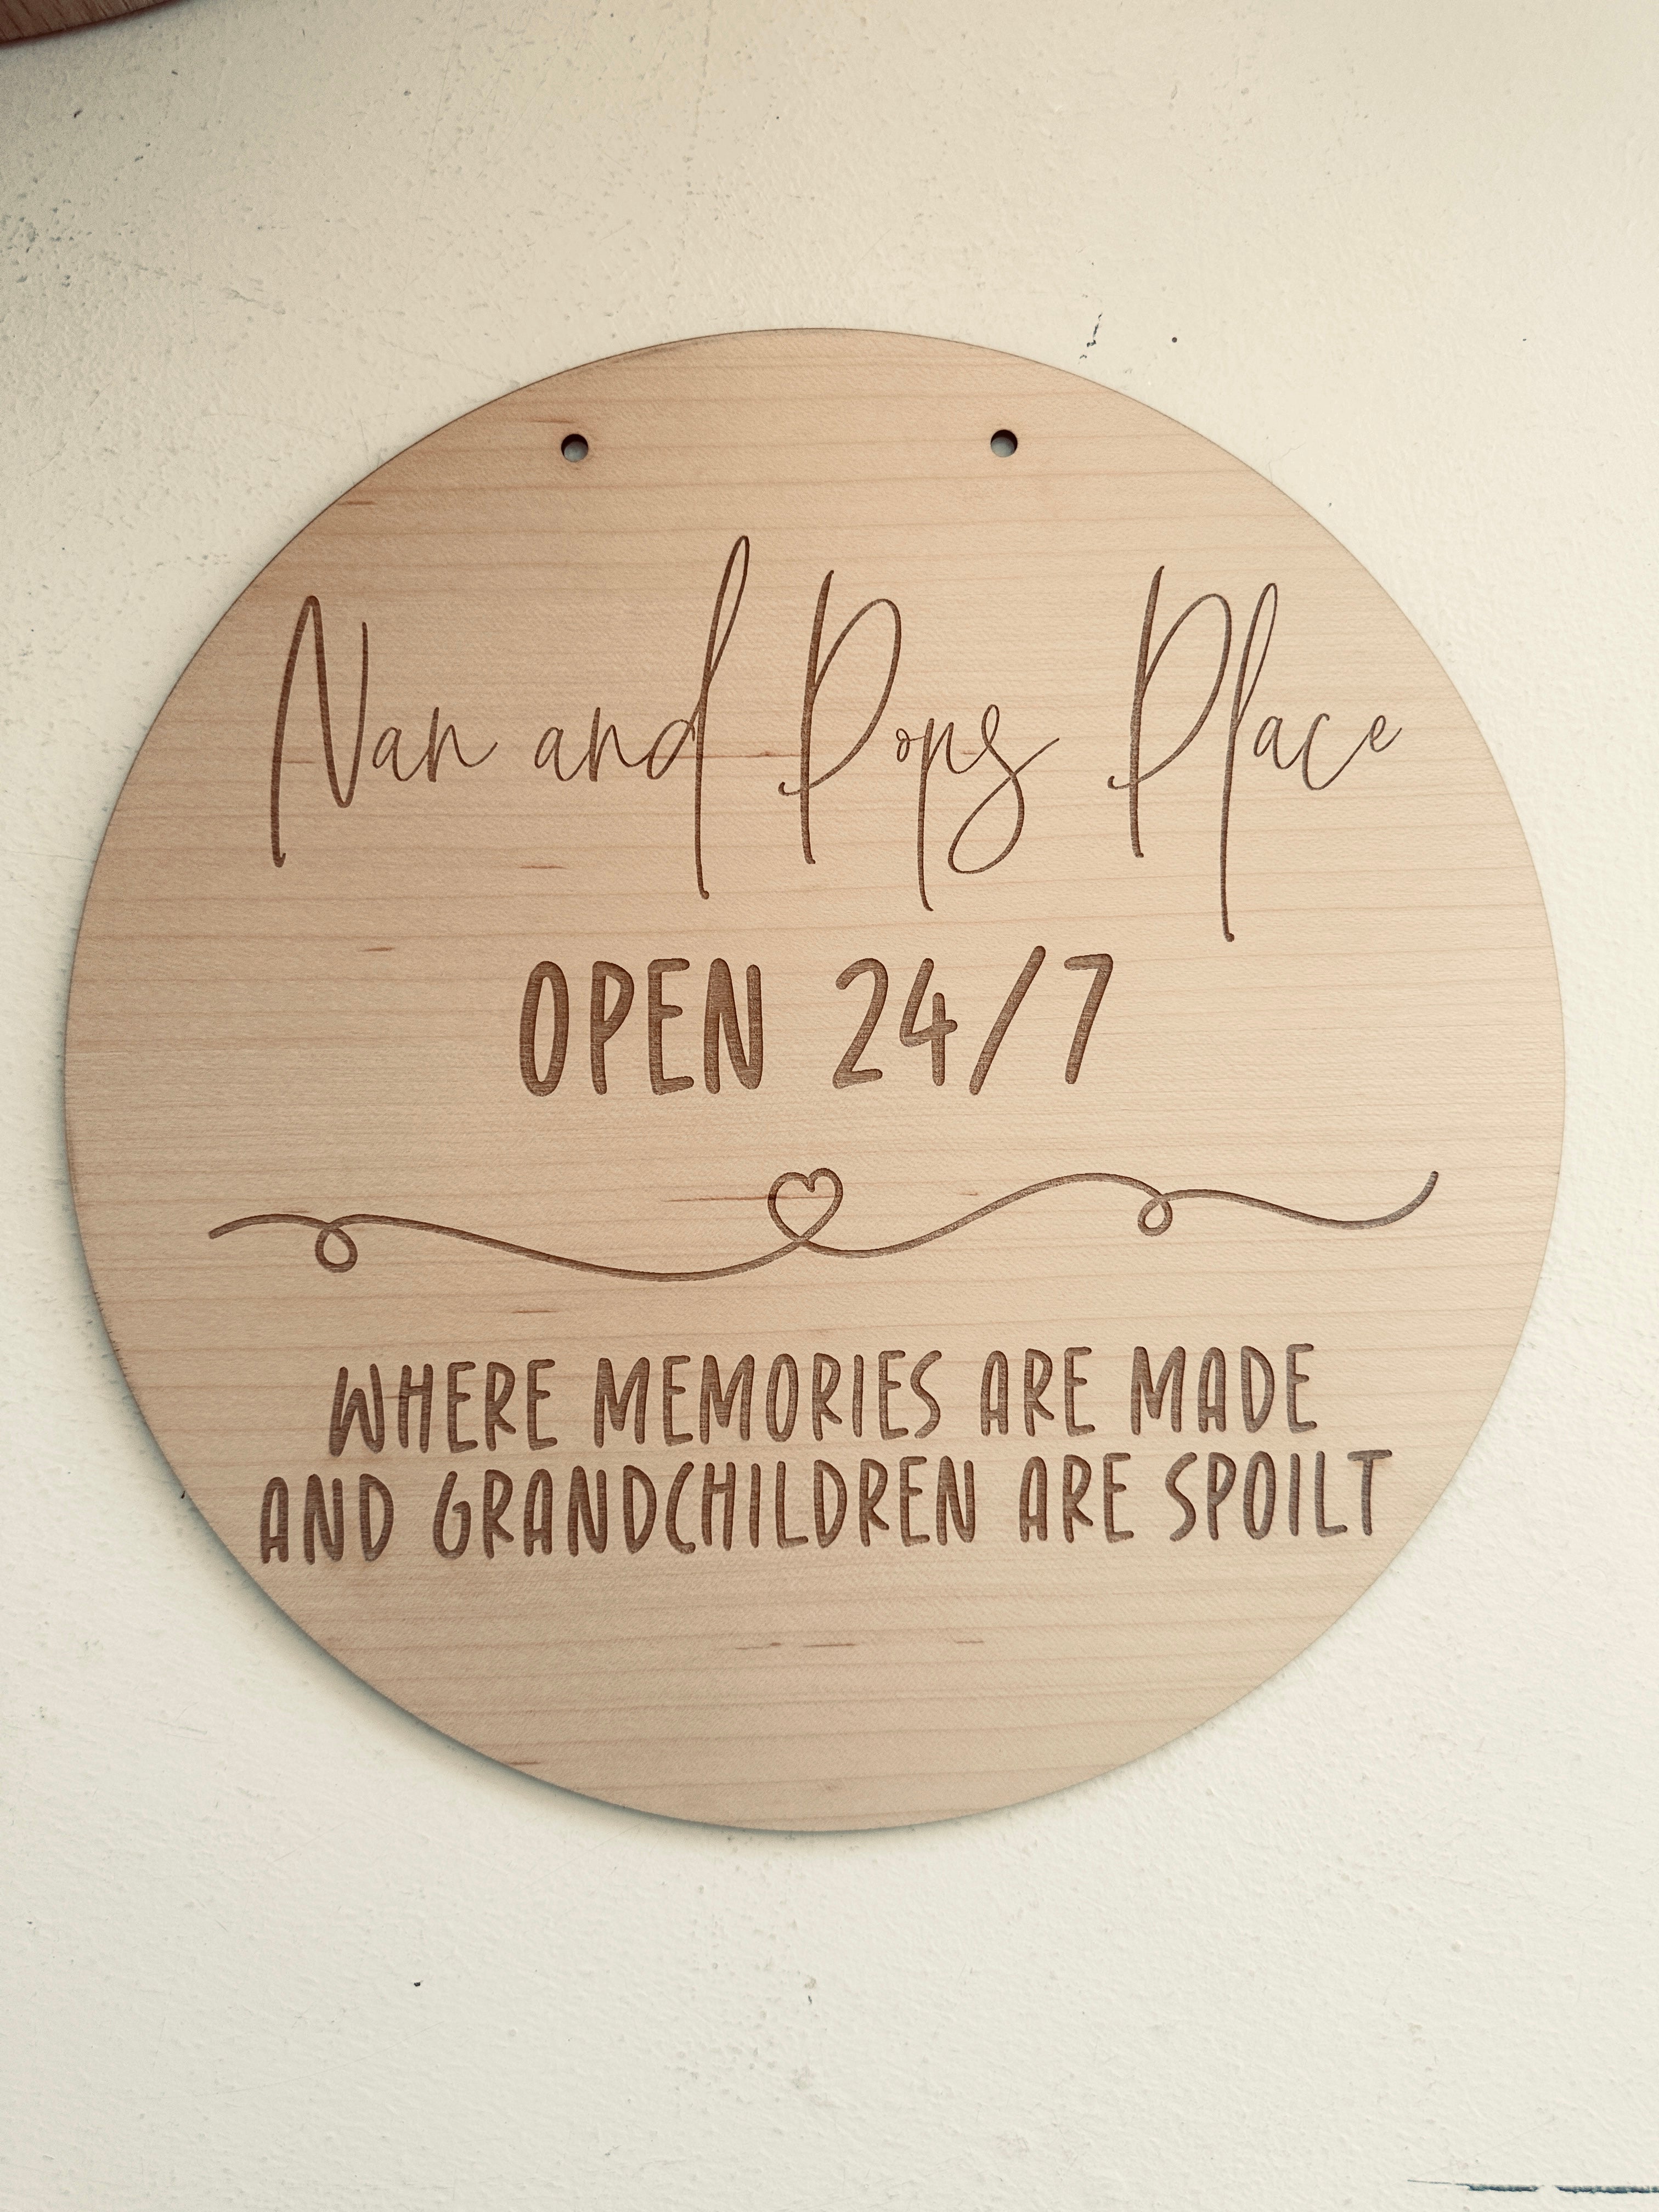 Nan and Pops Place
OPEN 24/7
WHERE MEMORIES ARE MADE
AND GRANDCHILDREN ARE SPOILT